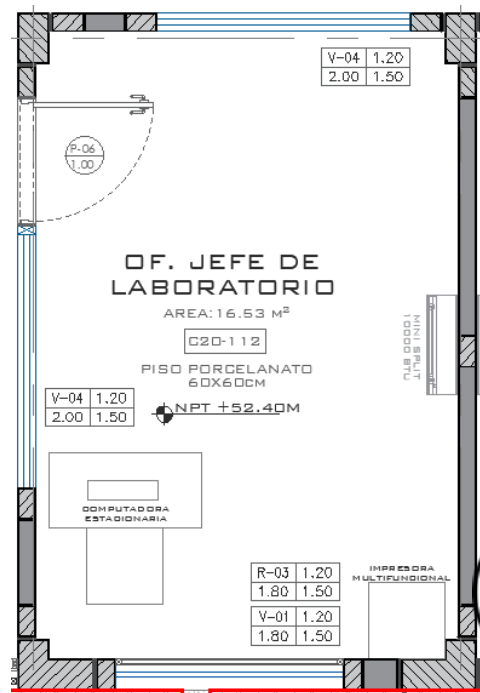 V-04 1.20
2.00 1.50
P-06
1.00
OF. JEFE DE
LABORATORIO
AREA:16.53 M²
C2D-112
PISO PORCELANATO
60X60CM
NPT +52.40M
MINI SPLIT
10000 BTU
V-04 1.20
2.00 1.50
COMPUTADORA
ESTACIONARIA
R-03 1.20
1.80 1.50
V-01 1.20
1.80 1.50
IMPRESORA
MULTIFUNCIONAL